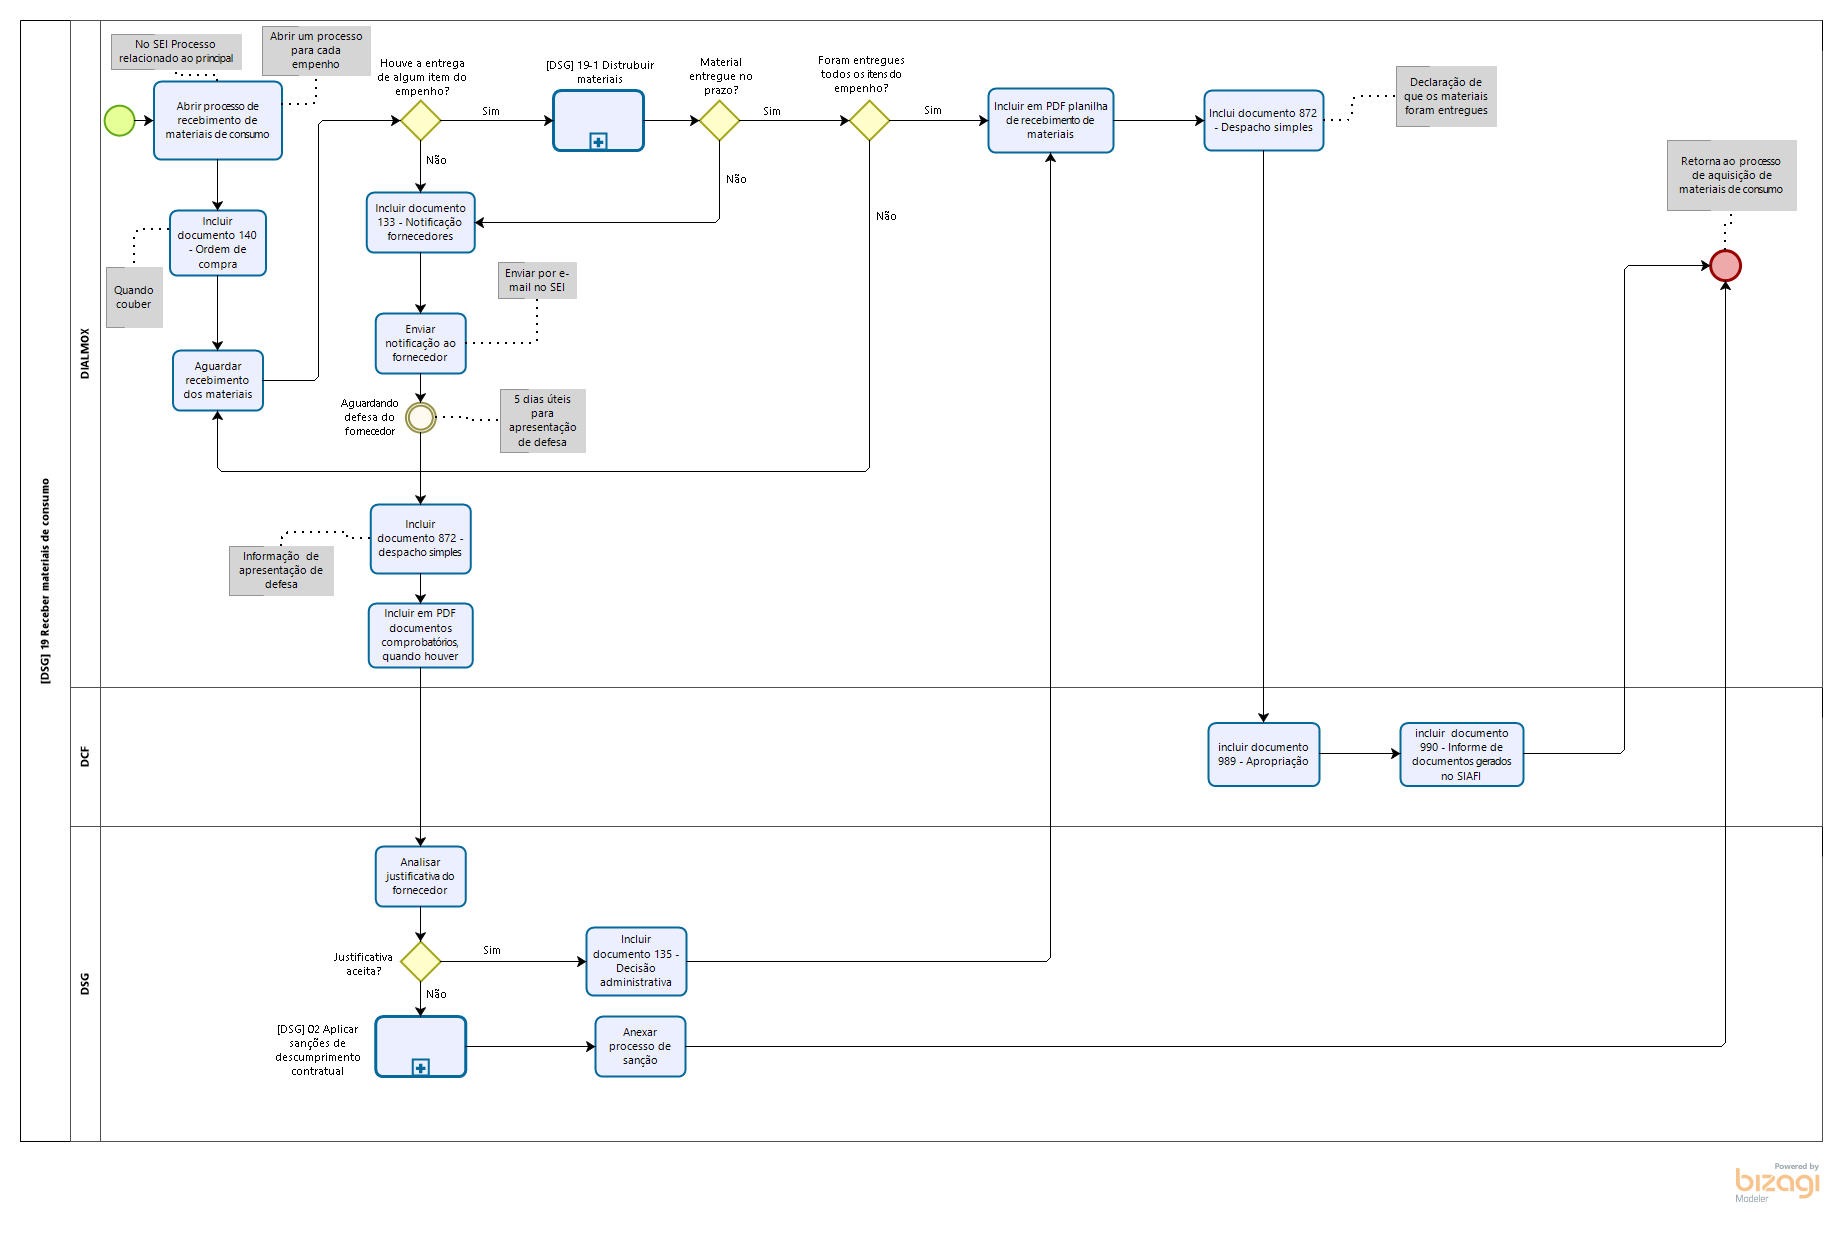 [DSG] 19 Receber materiais de consumo
DIALMOX
No SEI Processo
relacionado ao principal
Abrir um processo
para cada
empenho
Abrir processo de
recebimento de
materiais de consumo
Houve a entrega
de algum item do
empenho?
Sim
Não
[DSG] 19-1 Distrubuir
materiais
Material
entregue no
prazo?
Sim
Não
Foram entregues
todos os itens do
empenho?
Sim
Não
Incluir em PDF planilha
de recebimento de
materiais
Inclui documento 872
- Despacho simples
Declaração de
que os materiais
foram entregues
Retorna ao processo
de aquisição de
materiais de consumo
Incluir
documento 140
- Ordem de
compra
Quando
couber
Incluir documento
133 - Notificação
fornecedores
Enviar por e-
mail no SEI
Enviar
notificação ao
fornecedor
Aguardar
recebimento
dos materiais
Aguardando
defesa do
fornecedor
5 dias úteis
para
apresentação
de defesa
Incluir
documento 872 -
despacho simples
Informação de
apresentação de
defesa
Incluir em PDF
documentos
comprobatórios,
quando houver
DCF
incluir documento
989 - Apropriação
incluir documento
990 - Informe de
documentos gerados
no SIAFI
DSG
Analisar
justificativa do
fornecedor
Justificativa
aceita?
Sim
Não
Incluir
documento 135 -
Decisão
administrativa
[DSG] 02 Aplicar
sanções de
descumprimento
contratual
Anexar
processo de
sanção
Powered by
bizagi
Modeler